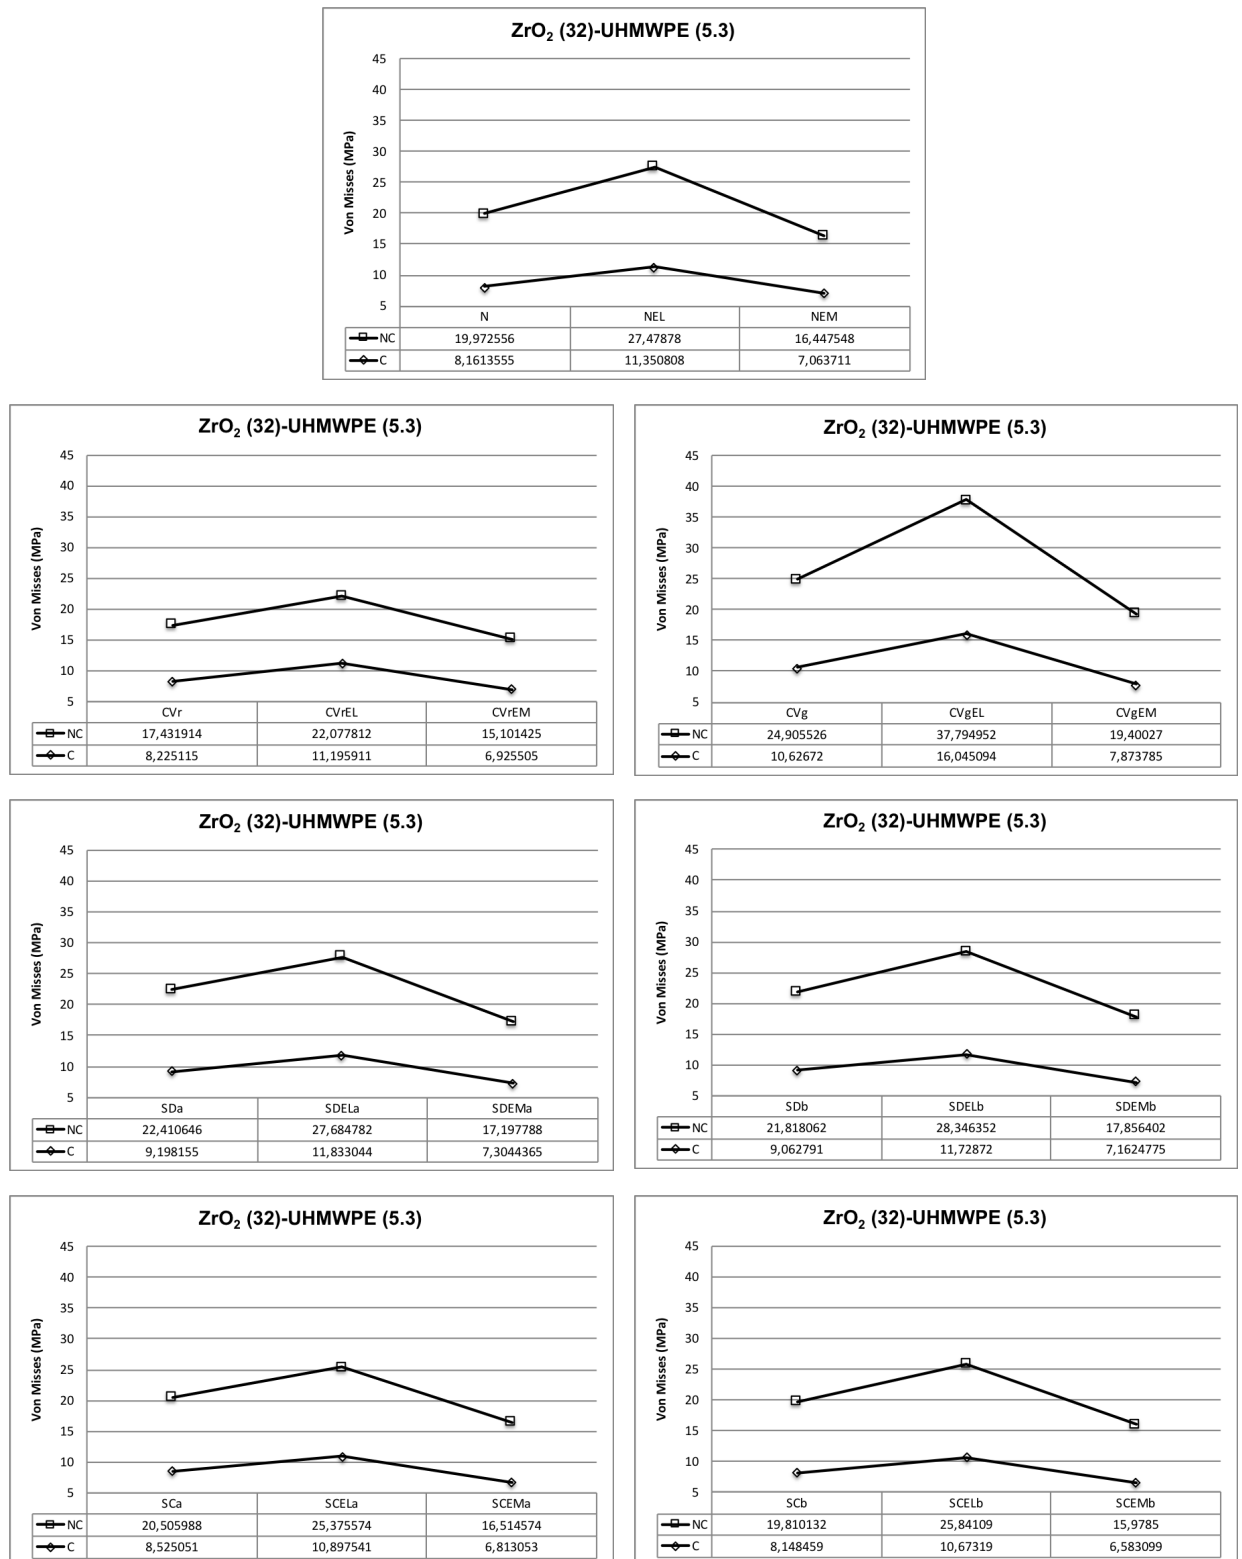 ZrO₂ (32)-UHMWPE (5.3)
Von Misses (MPa)
45
40
35
30
25
20
15
10
5
N NEL NEM
NC 19,972556 27,47878 16,447548
C 8,1613555 11,350808 7,063711
ZrO₂ (32)-UHMWPE (5.3)
Von Misses (MPa)
45
40
35
30
25
20
15
10
5
CVr CVrEL CVrEM
NC 17,431914 22,077812 15,101425
C 8,225115 11,195911 6,925505
ZrO₂ (32)-UHMWPE (5.3)
Von Misses (MPa)
45
40
35
30
25
20
15
10
5
CVg CVgEL CVgEM
NC 24,905526 37,794952 19,40027
C 10,62672 16,045094 7,873785
ZrO₂ (32)-UHMWPE (5.3)
Von Misses (MPa)
45
40
35
30
25
20
15
10
5
SDa SDELa SDEMa
NC 22,410646 27,684782 17,197788
C 9,198155 11,833044 7,3044365
ZrO₂ (32)-UHMWPE (5.3)
Von Misses (MPa)
45
40
35
30
25
20
15
10
5
SDb SDELb SDEMb
NC 21,818062 28,346352 17,856402
C 9,062791 11,72872 7,1624775
ZrO₂ (32)-UHMWPE (5.3)
Von Misses (MPa)
45
40
35
30
25
20
15
10
5
SCa SCELa SCEMa
NC 20,505988 25,375574 16,514574
C 8,525051 10,897541 6,813053
ZrO₂ (32)-UHMWPE (5.3)
Von Misses (MPa)
45
40
35
30
25
20
15
10
5
SCb SCELb SCEMb
NC 19,810132 25,84109 15,9785
C 8,148459 10,67319 6,583099